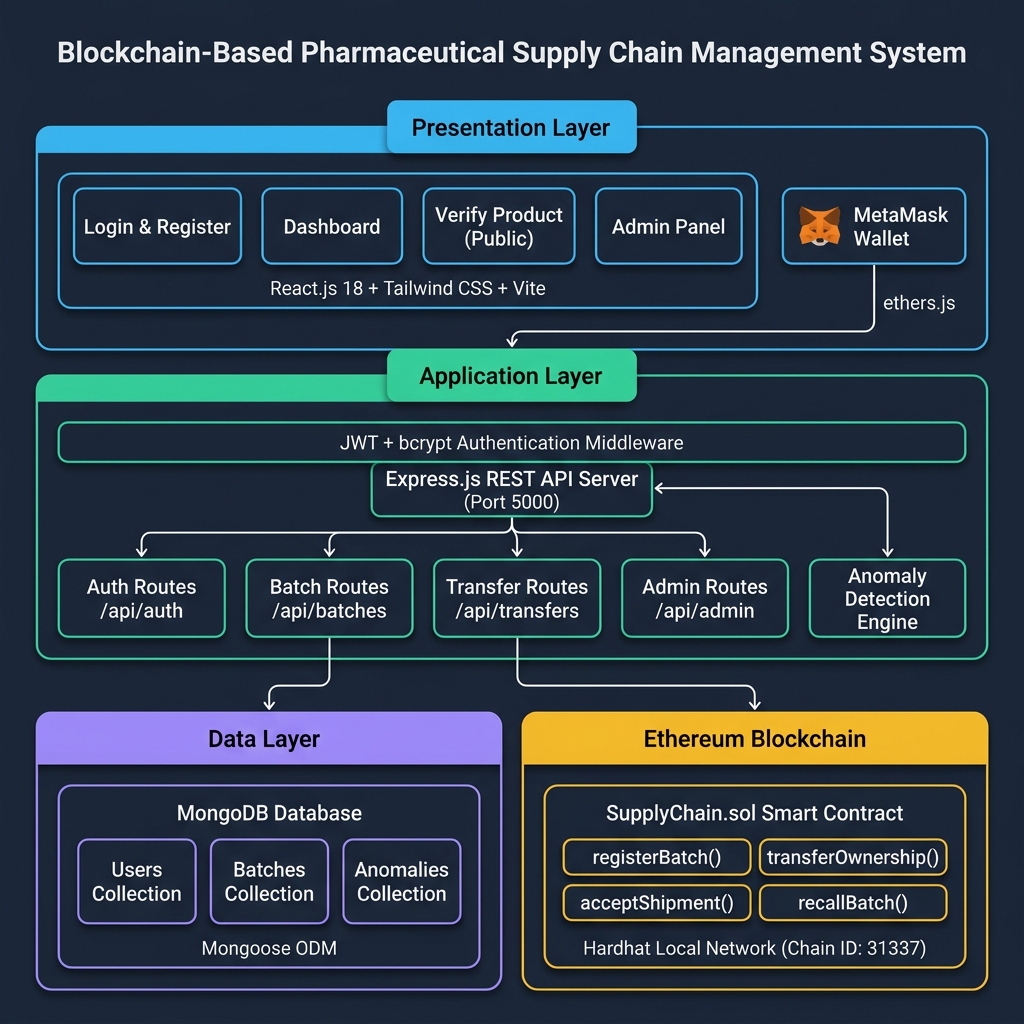 Blockchain-Based Pharmaceutical Supply Chain Management System
Presentation Layer
Login & Register
Dashboard
Verify Product
(Public)
Admin Panel
React.js 18 + Tailwind CSS + Vite
MetaMask
Wallet
ethers.js
Application Layer
JWT + bcrypt Authentication Middleware
Express.js REST API Server
(Port 5000)
Auth Routes
/api/auth
Batch Routes
/api/batches
Transfer Routes
/api/transfers
Admin Routes
/api/admin
Anomaly
Detection
Engine
Data Layer
MongoDB Database
Users
Collection
Batches
Collection
Anomalies
Collection
Mongoose ODM
Ethereum Blockchain
SupplyChain.sol Smart Contract
registerBatch()
transferOwnership()
acceptShipment()
recallBatch()
Hardhat Local Network (Chain ID: 31337)